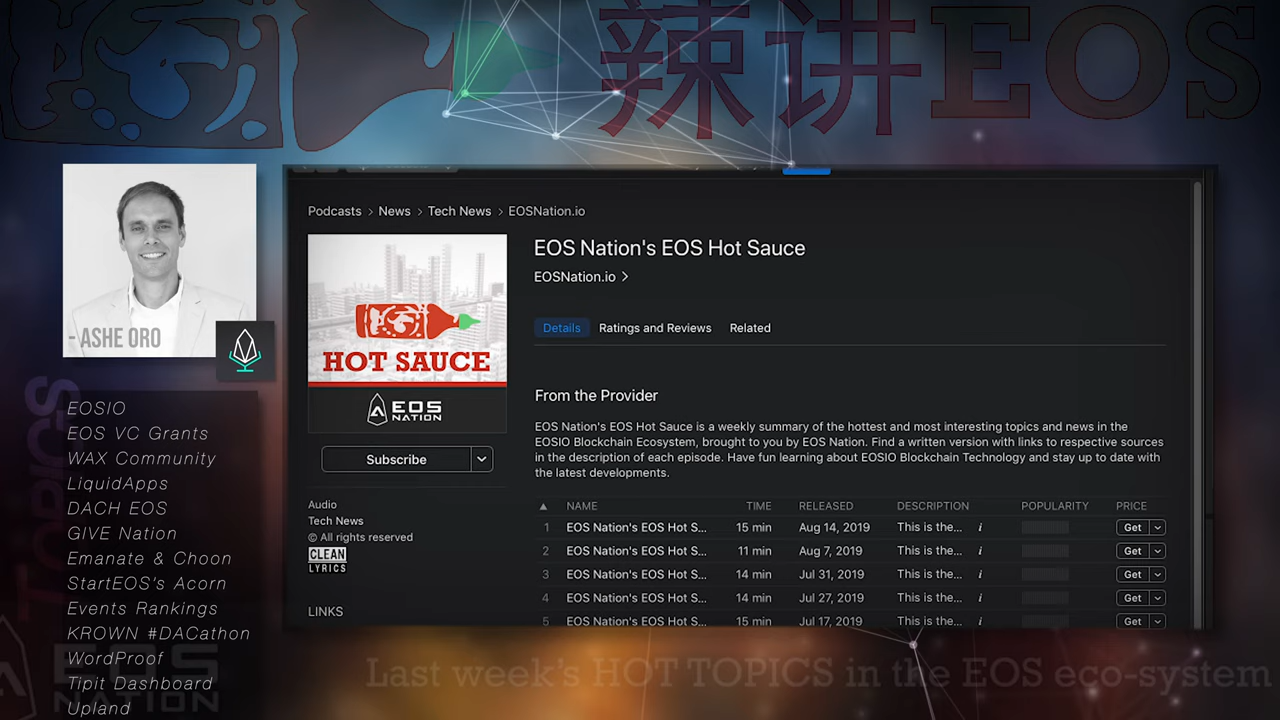 辣讲EOS
- ASHE ORO
TOPICS
EOSIO
EOS VC Grants
WAX Community
LiquidApps
DACH EOS
GIVE Nation
Emanate & Choon
StartEOS's Acorn
Events Rankings
KROWN #DACathon
WordProof
Tipit Dashboard
Upland
EOS
NATION
Podcasts > News > Tech News > EOSNation.io
HOT SAUCE
EOS
NATION
Subscribe
Audio
Tech News
© All rights reserved
CLEAN
LYRICS
LINKS
EOS Nation's EOS Hot Sauce
EOSNation.io >
Details Ratings and Reviews Related
From the Provider
EOS Nation's EOS Hot Sauce is a weekly summary of the hottest and most interesting topics and news in the
EOSIO Blockchain Ecosystem, brought to you by EOS Nation. Find a written version with links to respective sources
in the description of each episode. Have fun learning about EOSIO Blockchain Technology and stay up to date with
the latest developments.
NAME TIME RELEASED DESCRIPTION POPULARITY PRICE
1 EOS Nation's EOS Hot S... 15 min Aug 14, 2019 This is the... i Get
2 EOS Nation's EOS Hot S... 11 min Aug 7, 2019 This is the... i Get
3 EOS Nation's EOS Hot S... 14 min Jul 31, 2019 This is the... i Get
4 EOS Nation's EOS Hot S... 14 min Jul 27, 2019 This is the... i Get
5 EOS Nation's EOS Hot S... 15 min Jul 17, 2019 This is the... i Get
Last week's HOT TOPICS in the EOS eco-system